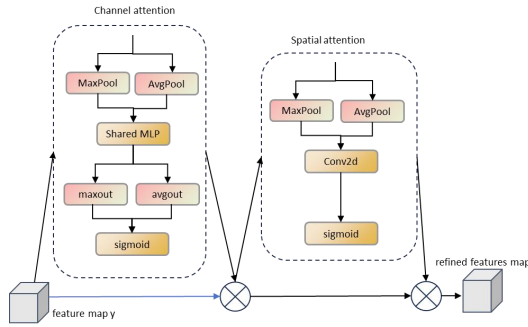 Channel attention
MaxPool
AvgPool
Shared MLP
maxout
avgout
sigmoid
Spatial attention
MaxPool
AvgPool
Conv2d
sigmoid
feature map y
refined features map